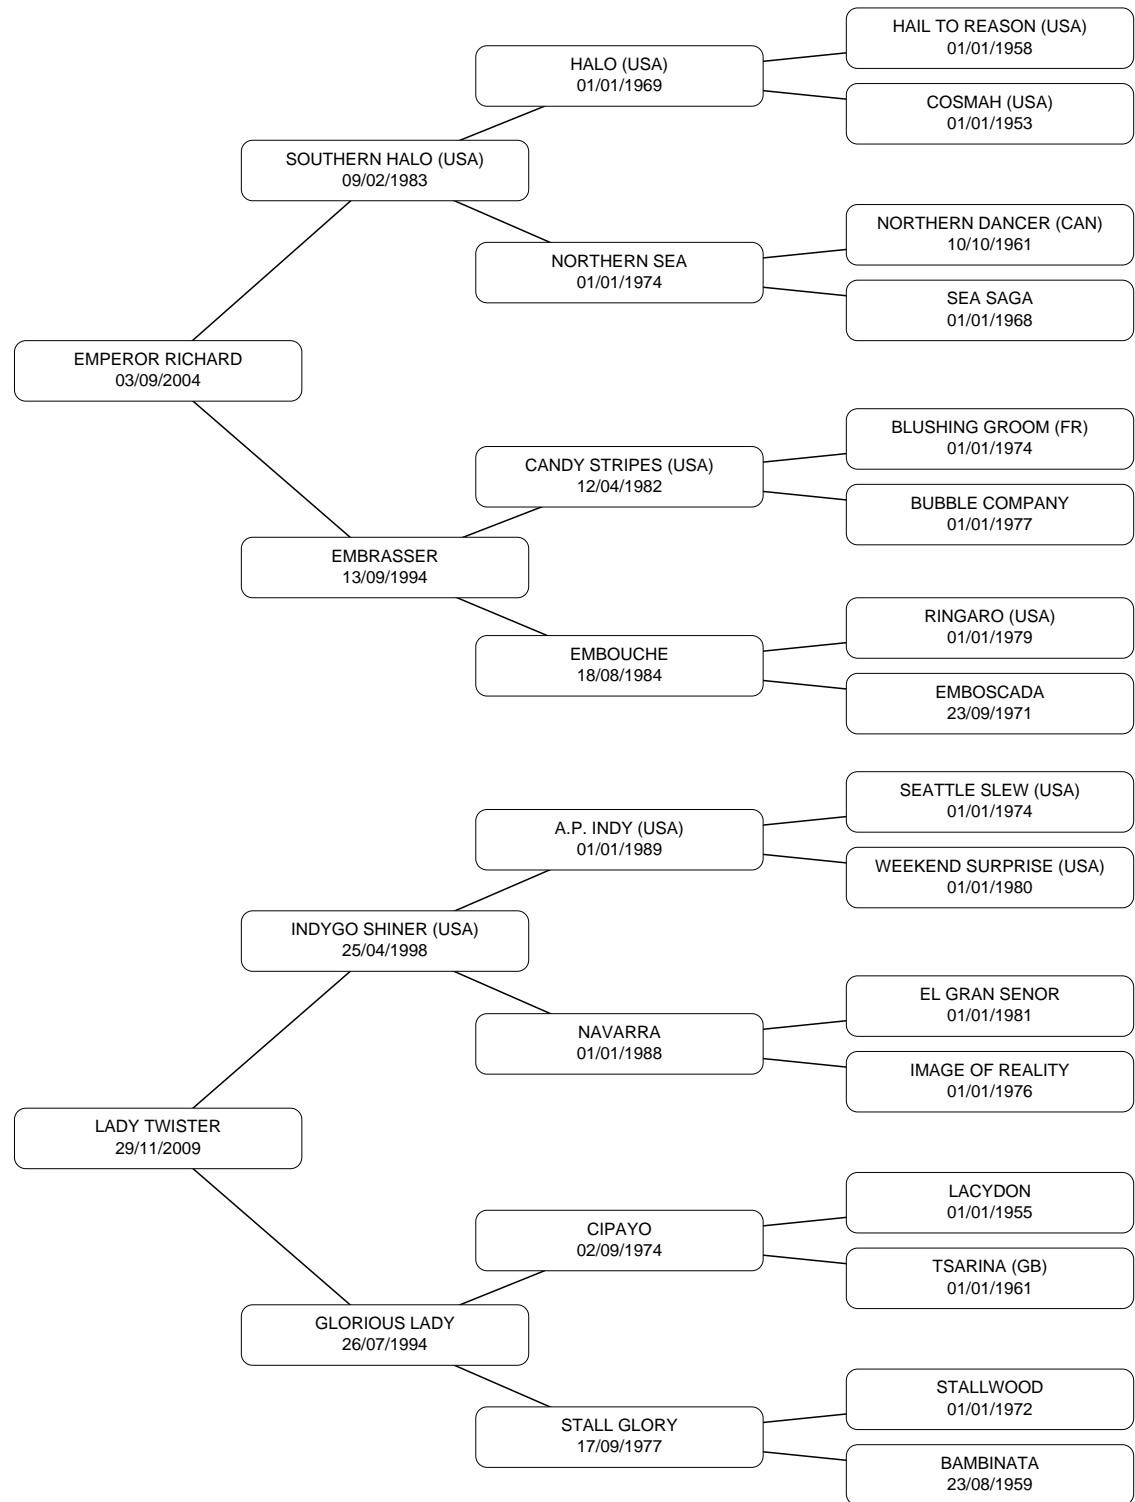 HAIL TO REASON (USA)
01/01/1958
HALO (USA)
01/01/1969
COSMAH (USA)
01/01/1953
SOUTHERN HALO (USA)
09/02/1983
NORTHERN DANCER (CAN)
10/10/1961
NORTHERN SEA
01/01/1974
SEA SAGA
01/01/1968
EMPEROR RICHARD
03/09/2004
BLUSHING GROOM (FR)
01/01/1974
CANDY STRIPES (USA)
12/04/1982
BUBBLE COMPANY
01/01/1977
EMBRASSER
13/09/1994
RINGARO (USA)
01/01/1979
EMBOUCHE
18/08/1984
EMBOSCADA
23/09/1971
SEATTLE SLEW (USA)
01/01/1974
A.P. INDY (USA)
01/01/1989
WEEKEND SURPRISE (USA)
01/01/1980
INDYGO SHINER (USA)
25/04/1998
EL GRAN SENOR
01/01/1981
NAVARRA
01/01/1988
IMAGE OF REALITY
01/01/1976
LADY TWISTER
29/11/2009
LACYDON
01/01/1955
CIPAYO
02/09/1974
TSARINA (GB)
01/01/1961
GLORIOUS LADY
26/07/1994
STALLWOOD
01/01/1972
STALL GLORY
17/09/1977
BAMBINATA
23/08/1959